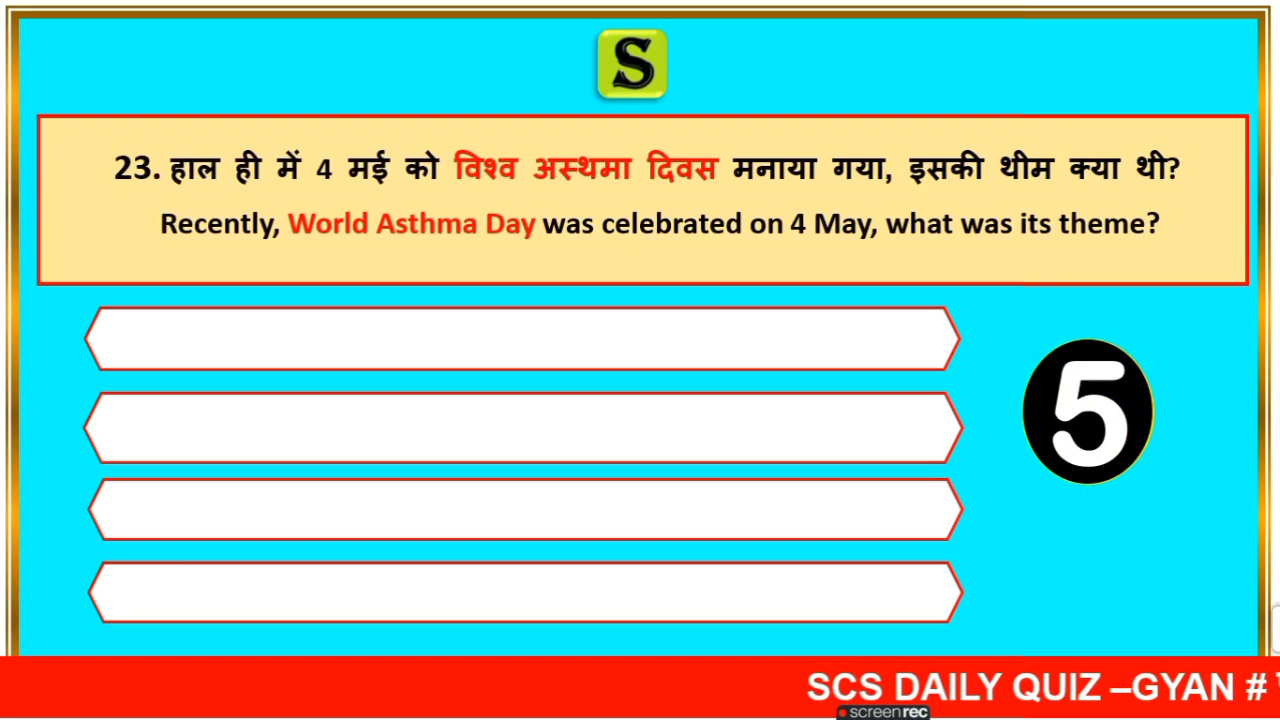 S
23. हाल ही में 4 मई को विश्व अस्थमा दिवस मनाया गया, इसकी थीम क्या थी?
Recently, World Asthma Day was celebrated on 4 May, what was its theme?
5
SCS DAILY QUIZ –GYAN #
screenrec